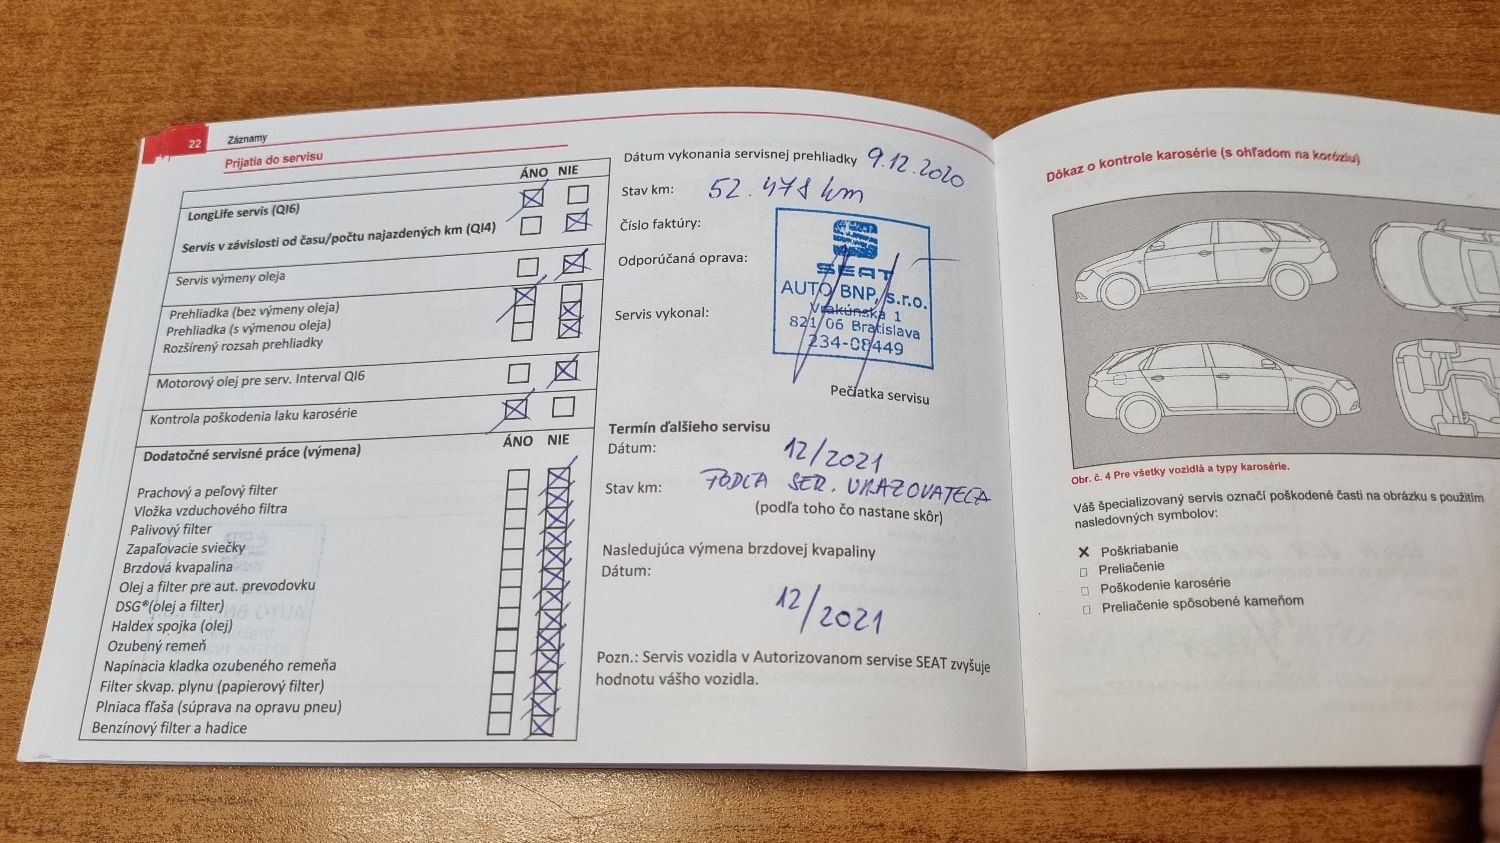 22
Záznamy
Prijatia do servisu
ÁNO NIE
LongLife servis (QI6)
Servis v závislosti od času/počtu najazdených km (QI4)
Servis výmeny oleja
Prehliadka (bez výmeny oleja)
Prehliadka (s výmenou oleja)
Rozšírený rozsah prehliadky
Motorový olej pre serv. Interval QI6
Kontrola poškodenia laku karosérie
ÁNO NIE
Dodatočné servisné práce (výmena)
Prachový a peľový filter
Vložka vzduchového filtra
Palivový filter
Zapaľovacie sviečky
Brzdová kvapalina
Olej a filter pre aut. prevodovku
DSG®(olej a filter)
Haldex spojka (olej)
Ozubený remeň
Napínacia kladka ozubeného remeňa
Filter skvap. plynu (papierový filter)
Plniaca fľaša (súprava na opravu pneu)
Benzínový filter a hadice
Dátum vykonania servisnej prehliadky 9.12.2020
Stav km: 52.478 km
Číslo faktúry:
Odporúčaná oprava:
Servis vykonal:
SEAT
AUTO BNP, s.r.o.
Vrakúnska 1
821 06 Bratislava
234-08449
Pečiatka servisu
Termín ďalšieho servisu
Dátum: 12/2021
Stav km: PODĽA SER. UKAZOVATEĽA
(podľa toho čo nastane skôr)
Nasledujúca výmena brzdovej kvapaliny
Dátum:
12/2021
Pozn.: Servis vozidla v Autorizovanom servise SEAT zvyšuje
hodnotu vášho vozidla.
Dôkaz o kontrole karosérie (s ohľadom na koróziu)
Obr. č. 4 Pre všetky vozidlá a typy karosérie.
Váš špecializovaný servis označí poškodené časti na obrázku s použitím
nasledovných symbolov:
Poškriabanie
Preliačenie
Poškodenie karosérie
Preliačenie spôsobené kameňom